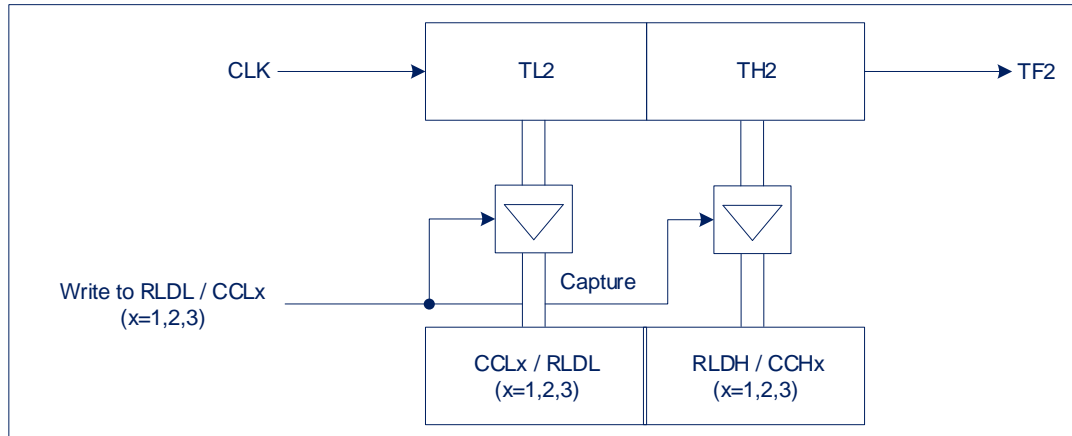 CLK
TL2
TH2
TF2
Capture
Write to RLDL / CCLx
(x=1,2,3)
CCLx / RLDL
(x=1,2,3)
RLDH / CCHx
(x=1,2,3)